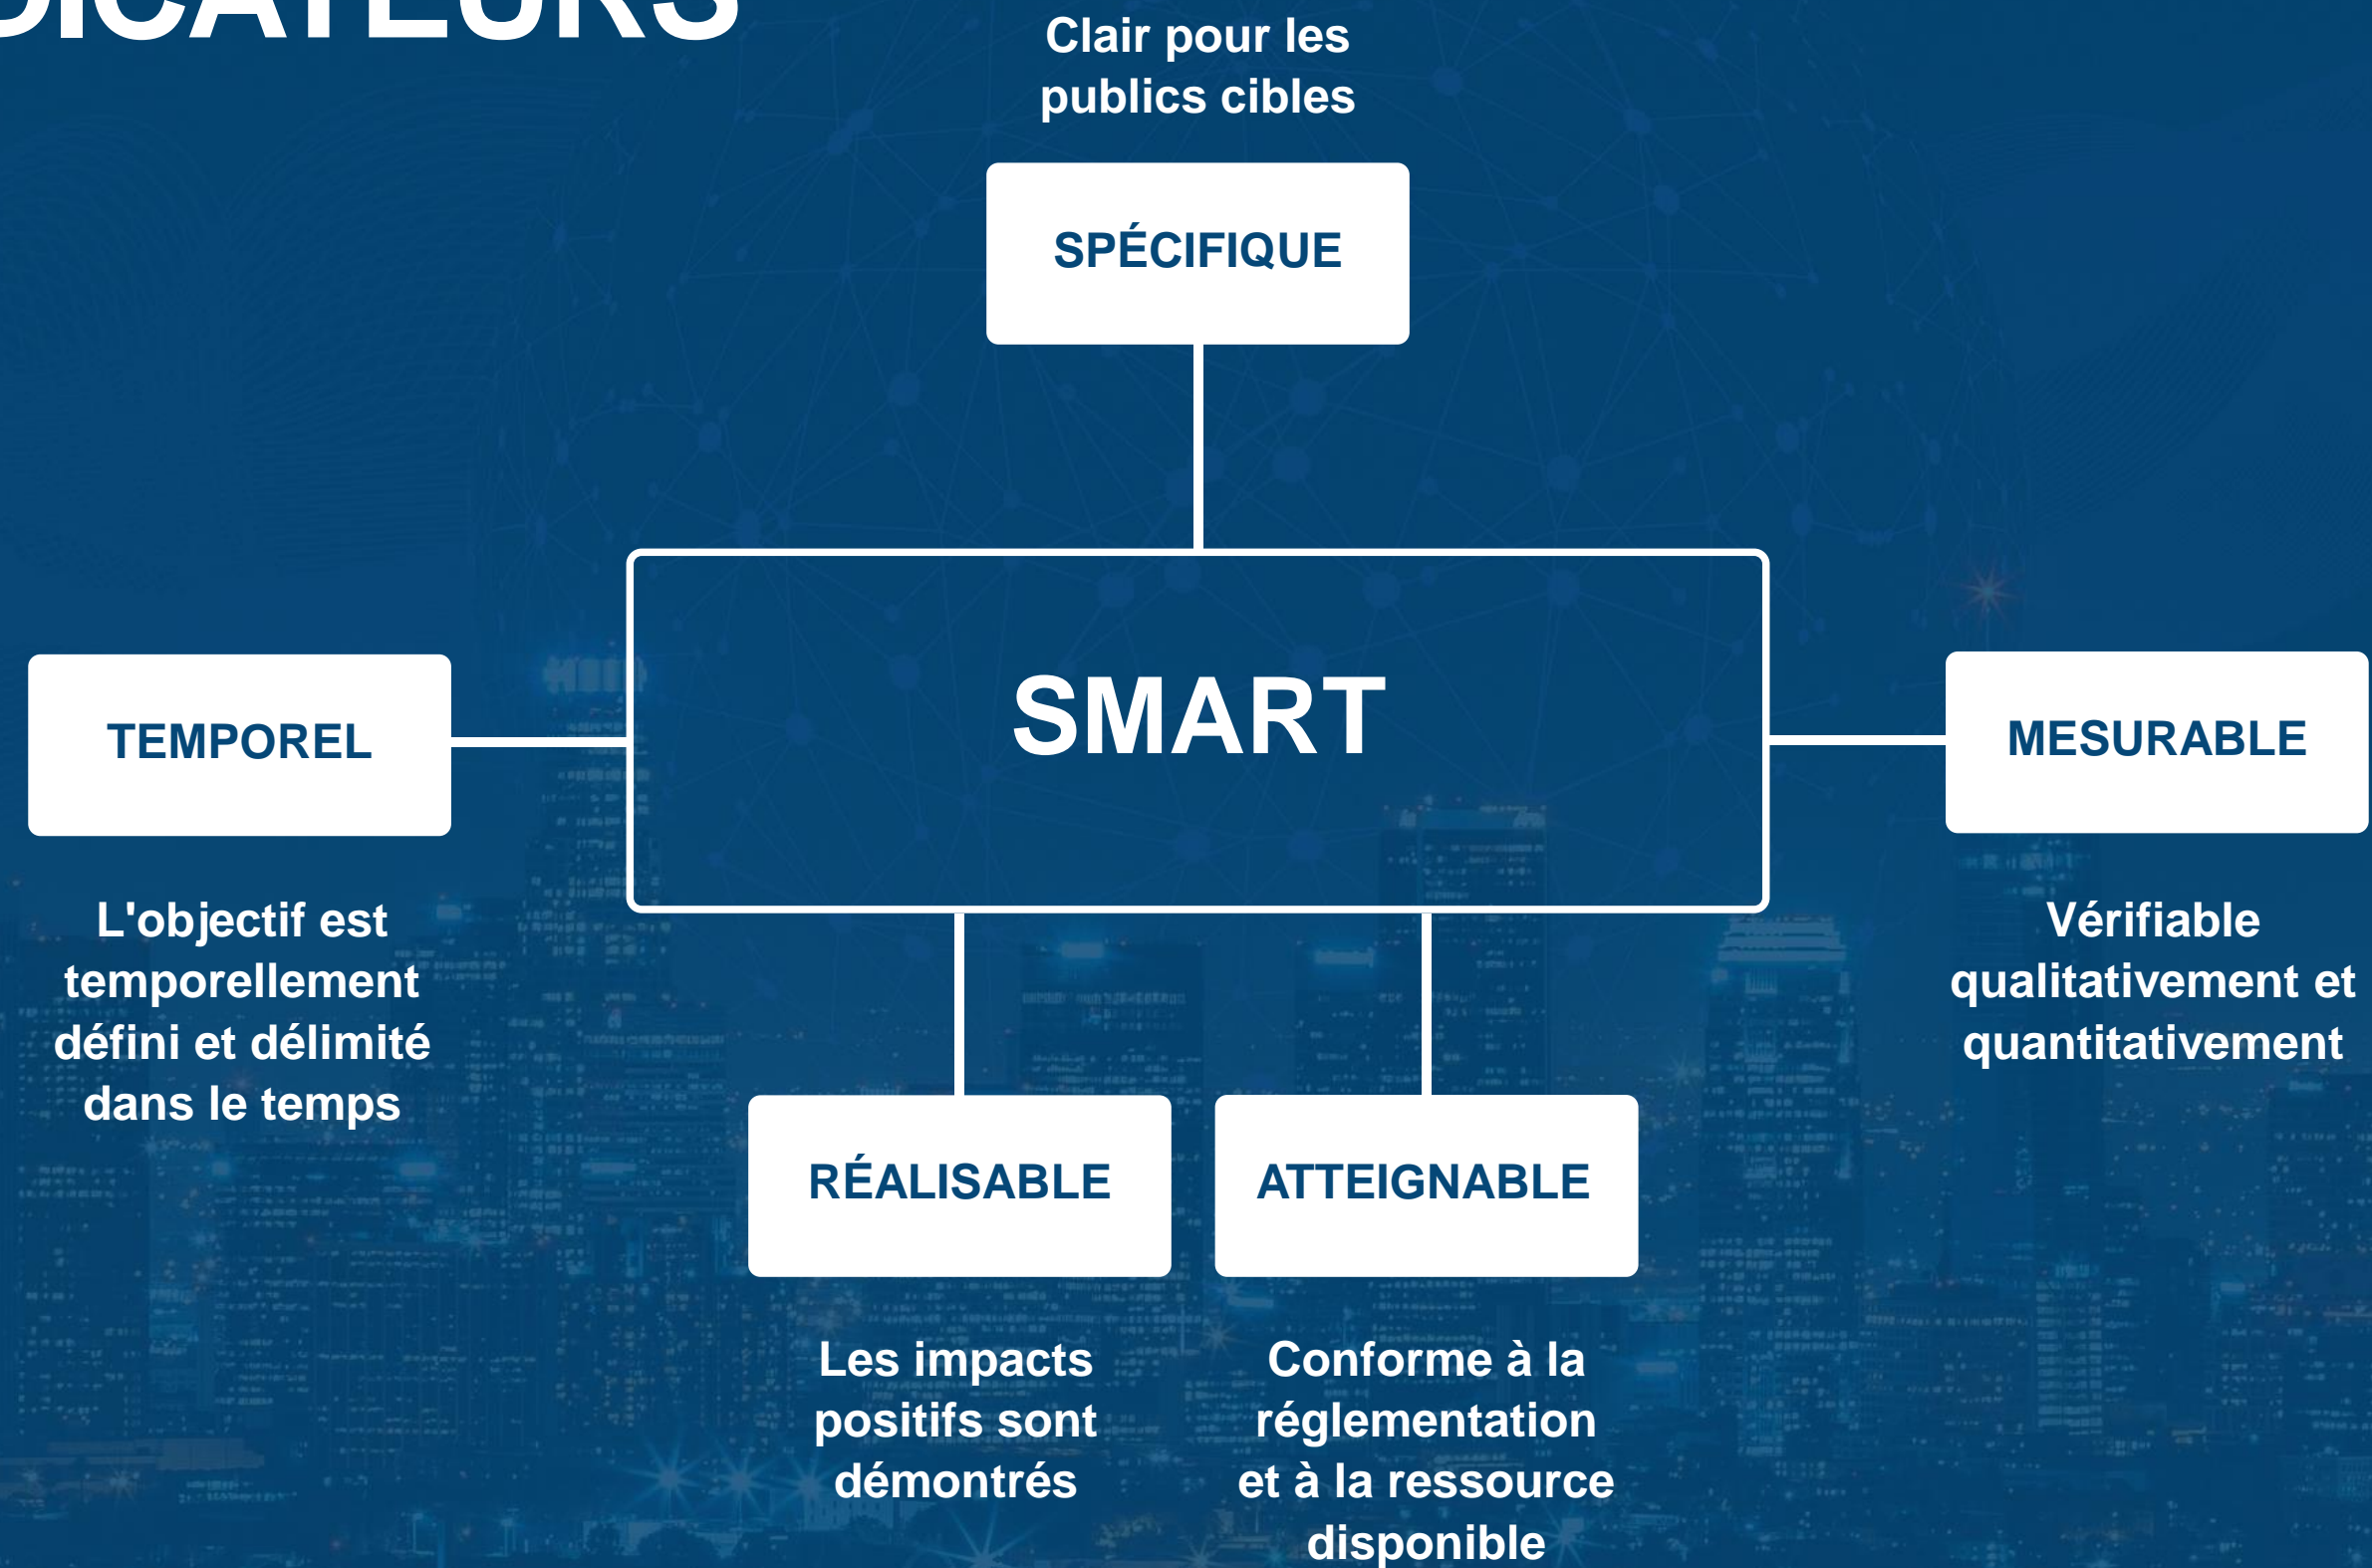 DICATEURS
Clair pour les
publics cibles
SPÉCIFIQUE
SMART
TEMPOREL
MESURABLE
L'objectif est
temporellement
défini et délimité
dans le temps
Vérifiable
qualitativement et
quantitativement
RÉALISABLE
ATTEIGNABLE
Les impacts
positifs sont
démontrés
Conforme à la
réglementation
et à la ressource
disponible